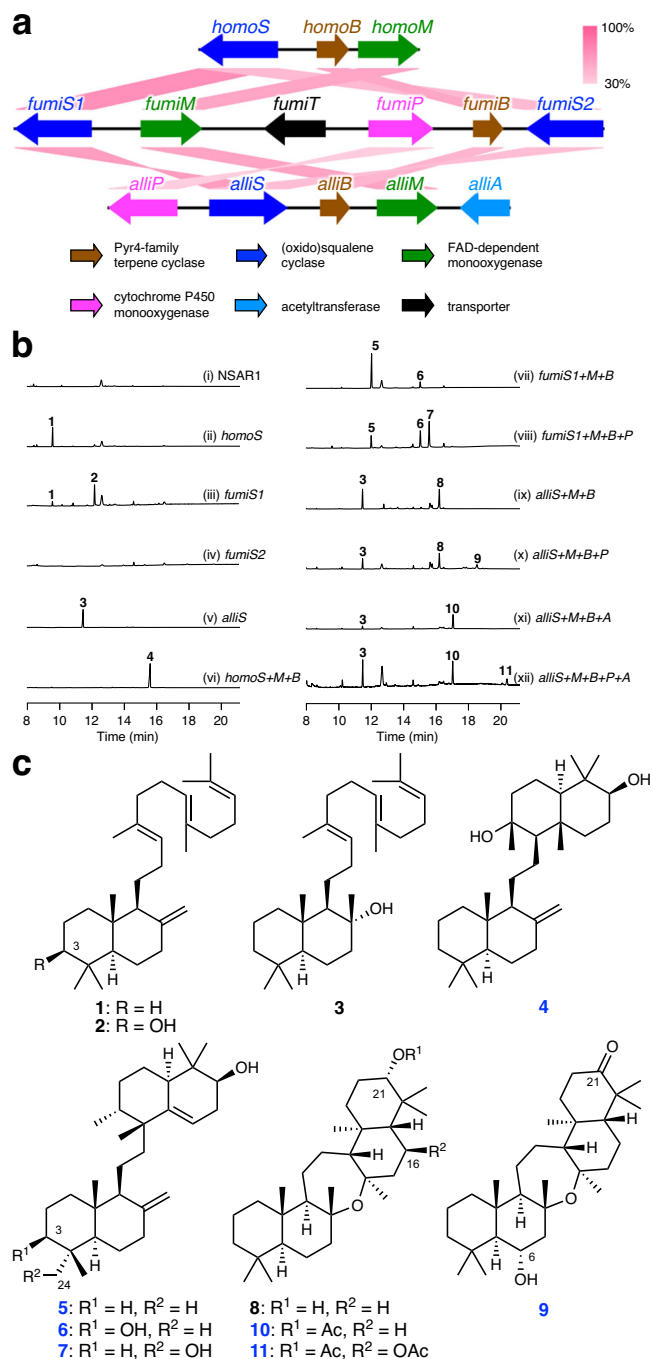 a
homoS homoB homoM
100%
30%
fumiS1 fumiM fumiT fumiP fumiB fumiS2
alliP alliS alliB alliM alliA
Pyr4-family terpene cyclase
(oxido)squalene cyclase
FAD-dependent monooxygenase
cytochrome P450 monooxygenase
acetyltransferase
transporter
b
(i) NSAR1
1
(ii) homoS
1 2
(iii) fumiS1
(iv) fumiS2
3
(v) alliS
4
(vi) homoS+M+B
8 10 12 14 16 18 20
Time (min)
5 6
(vii) fumiS1+M+B
5 6 7
(viii) fumiS1+M+B+P
3 8
(ix) alliS+M+B
3 8 9
(x) alliS+M+B+P
3 10
(xi) alliS+M+B+A
3 10 11
(xii) alliS+M+B+P+A
8 10 12 14 16 18 20
Time (min)
c
H
3
R
H
H
1: R = H
2: R = OH
H
OH
H
3
H
OH
HO
H
H
H
4
H
OH
H
3
R1
R2
24
H
5: R1 = H, R2 = H
6: R1 = OH, R2 = H
7: R1 = H, R2 = OH
OR1
21
H
16
R2
H
H
O
H
8: R1 = H, R2 = H
10: R1 = Ac, R2 = H
11: R1 = Ac, R2 = OAc
O
21
H
H
H
O
H
6
OH
9